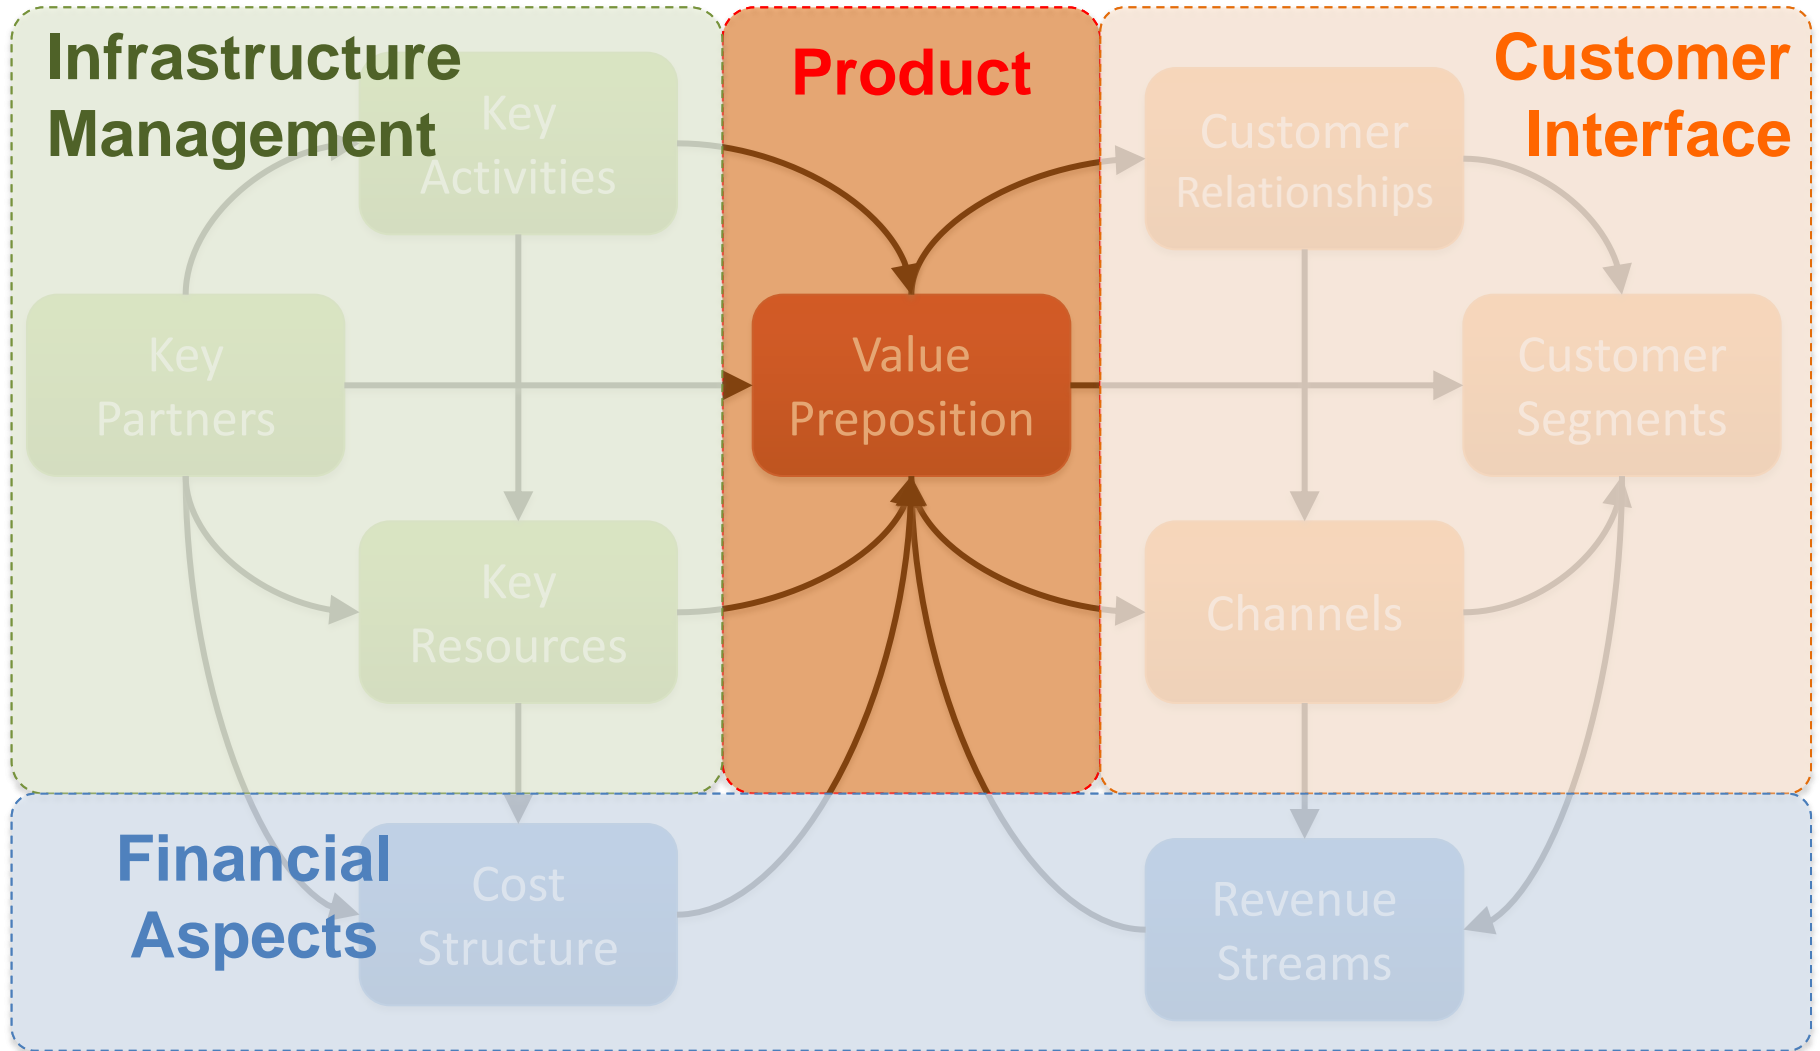 Infrastructure
Management
Key
Activities
Key
Partners
Key
Resources
Product
Value
Preposition
Customer
Interface
Customer
Relationships
Customer
Segments
Channels
Financial
Aspects
Cost
Structure
Revenue
Streams